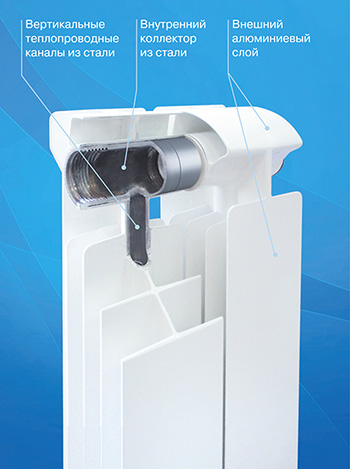 Вертикальные
теплопроводные
каналы из стали
Внутренний
коллектор
из стали
Внешний
алюминиевый
слой